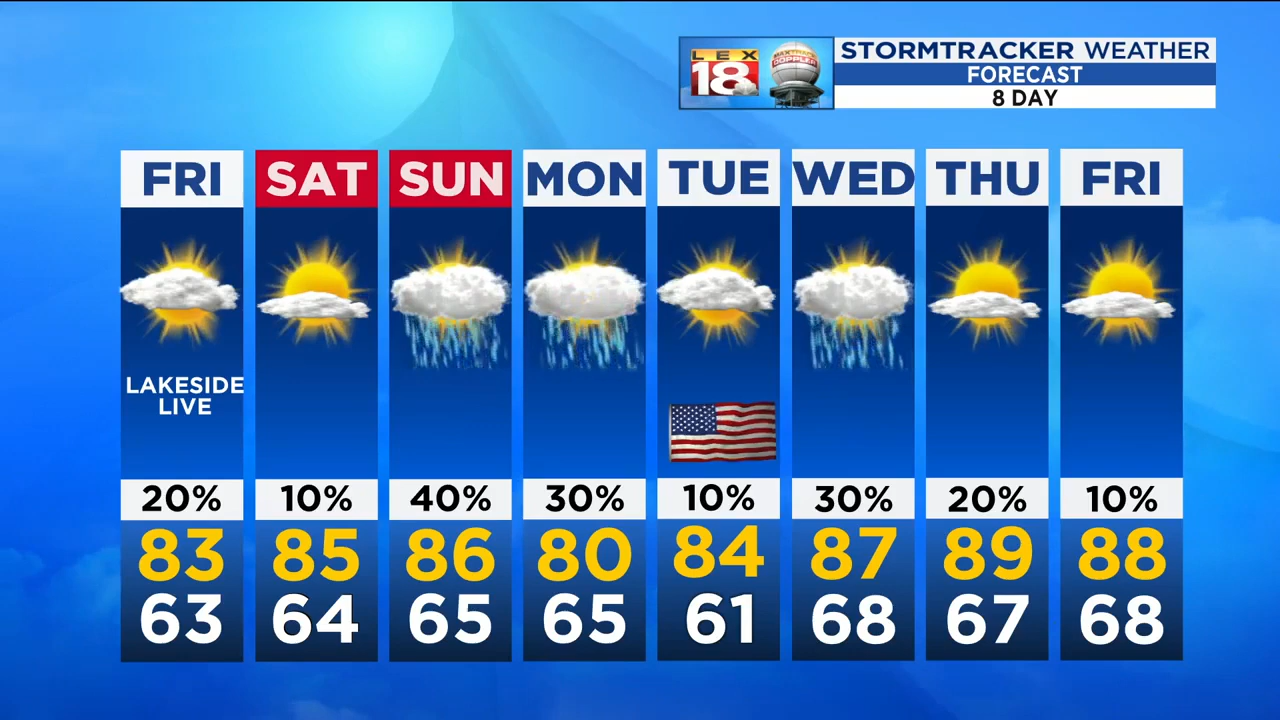 LEX
18
MAXTRACK
DOPPLER
STORMTRACKER WEATHER
FORECAST
8 DAY
FRI SAT SUN MON TUE WED THU FRI
LAKESIDE
LIVE
20% 10% 40% 30% 10% 30% 20% 10%
83 85 86 80 84 87 89 88
63 64 65 65 61 68 67 68